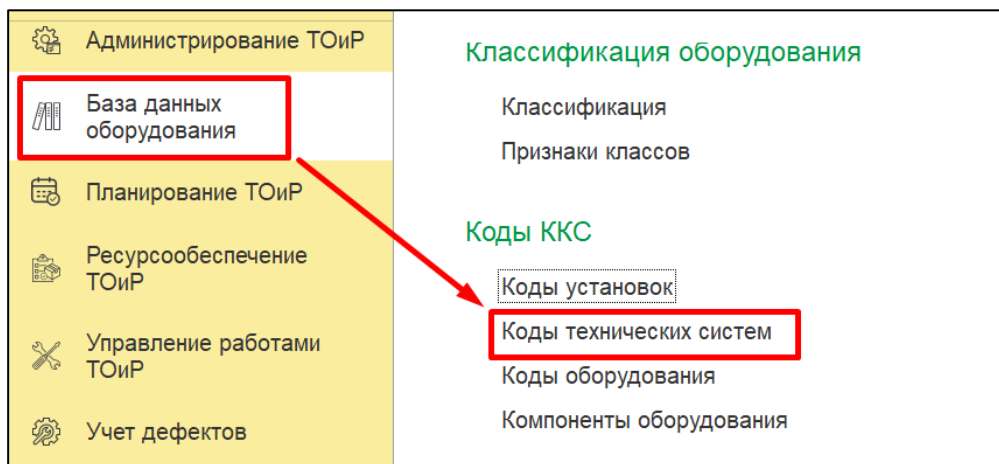 Администрирование ТОиР
База данных
оборудования
Планирование ТОиР
Ресурсообеспечение
ТОиР
Управление работами
ТОиР
Учет дефектов
Классификация оборудования
Классификация
Признаки классов
Коды ККС
Коды установок
Коды технических систем
Коды оборудования
Компоненты оборудования